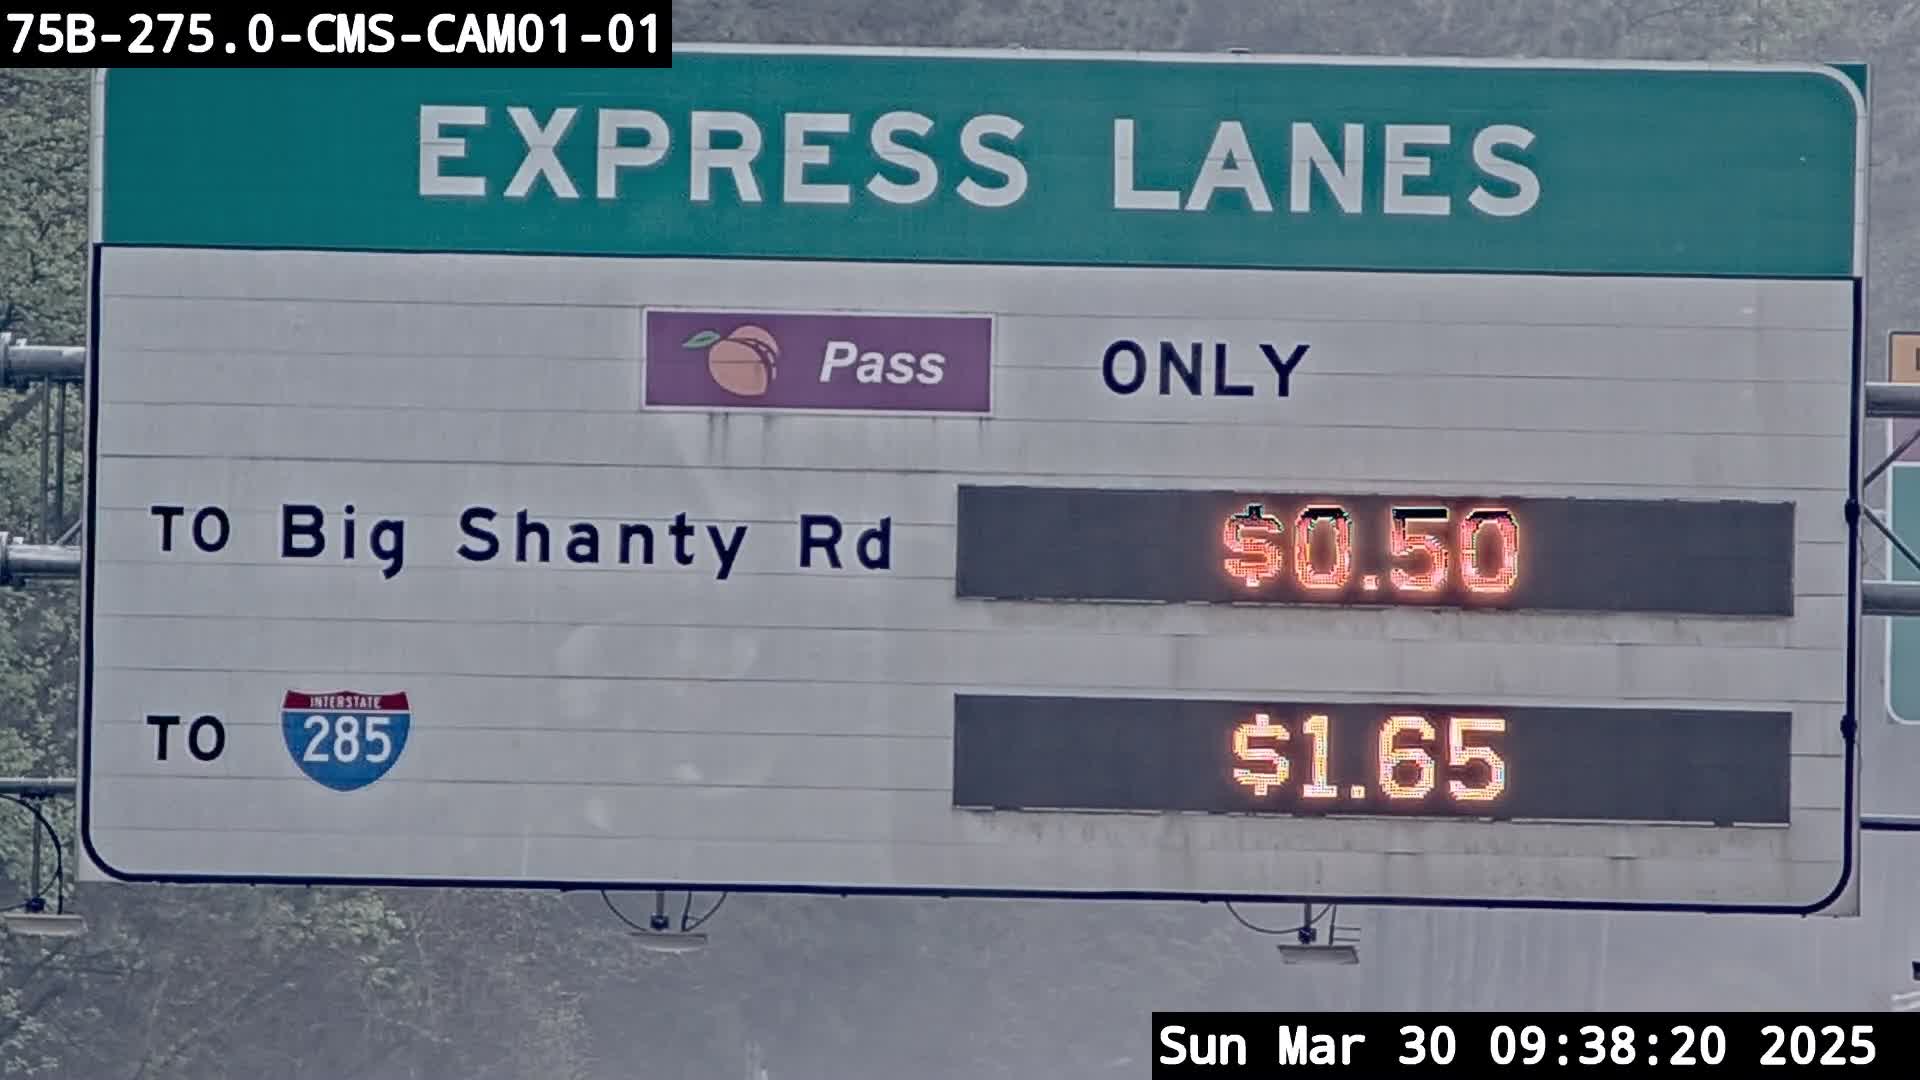 75B-275.0-CMS-CAM01-01
EXPRESS LANES
Pass ONLY
TO Big Shanty Rd $0.50
INTERSTATE
TO 285 $1.65
Sun Mar 30 09:38:20 2025